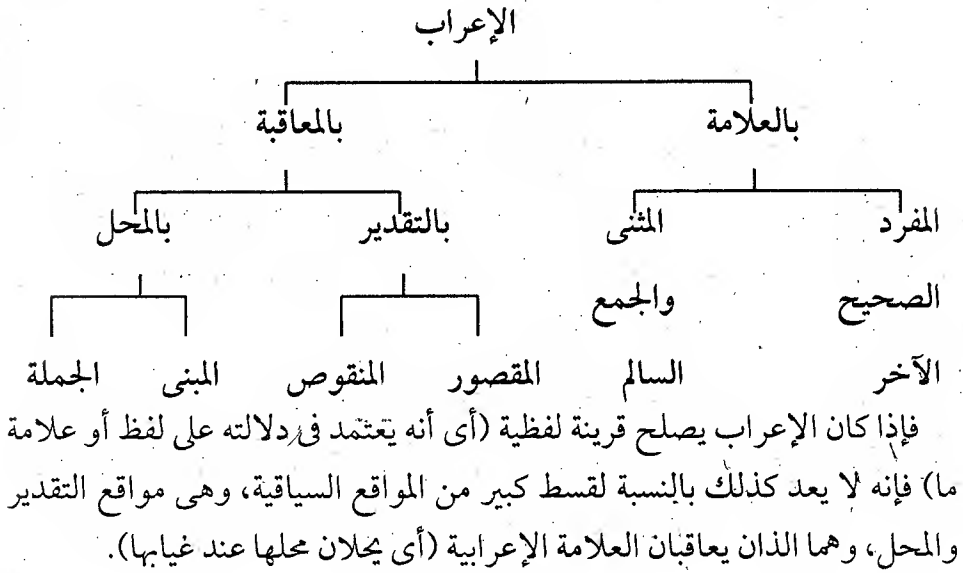 الإعراب
بالعلامة بالمعاقبة
المفرد المثنى بالتقدير بالمحل
الصحيح والجمع
الآخر السالم المقصور المنقوص المبنى الجملة
فإذا كان الإعراب يصلح قرينة لفظية (أى أنه يعتمد فى دلالته على لفظ أو علامة
ما) فإنه لا يعد كذلك بالنسبة لقسط كبير من المواقع السياقية، وهى مواقع التقدير
والمحل، وهما الذان يعاقبان العلامة الإعرابية (أى يحلان محلها عند غيابها).